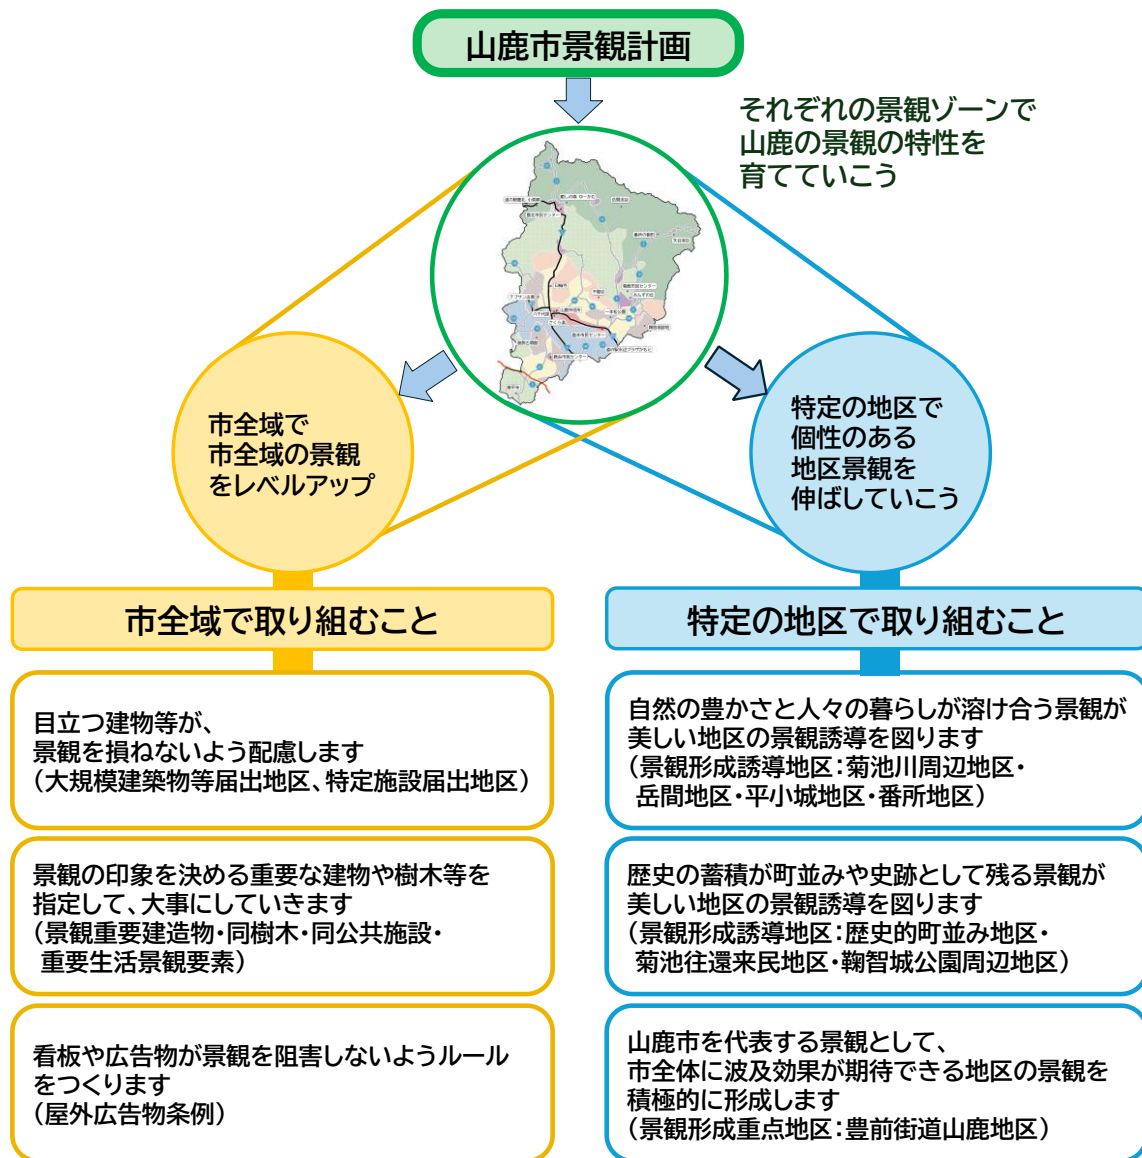 山鹿市景観計画
それぞれの景観ゾーンで
山鹿の景観の特性を
育てていこう
市全域で
市全域の景観
をレベルアップ
特定の地区で
個性のある
地区景観を
伸ばしていこう
市全域で取り組むこと
目立つ建物等が、
景観を損ねないよう配慮します
（大規模建築物等届出地区、特定施設届出地区）
景観の印象を決める重要な建物や樹木等を
指定して、大事にしていきます
（景観重要建造物・同樹木・同公共施設・
重要生活景観要素）
看板や広告物が景観を阻害しないようルール
をつくります
（屋外広告物条例）
特定の地区で取り組むこと
自然の豊かさと人々の暮らしが溶け合う景観が
美しい地区の景観誘導を図ります
（景観形成誘導地区：菊池川周辺地区・
岳間地区・平小城地区・番所地区）
歴史の蓄積が町並みや史跡として残る景観が
美しい地区の景観誘導を図ります
（景観形成誘導地区：歴史的町並み地区・
菊池往還来民地区・鞠智城公園周辺地区）
山鹿市を代表する景観として、
市全体に波及効果が期待できる地区の景観を
積極的に形成します
（景観形成重点地区：豊前街道山鹿地区）